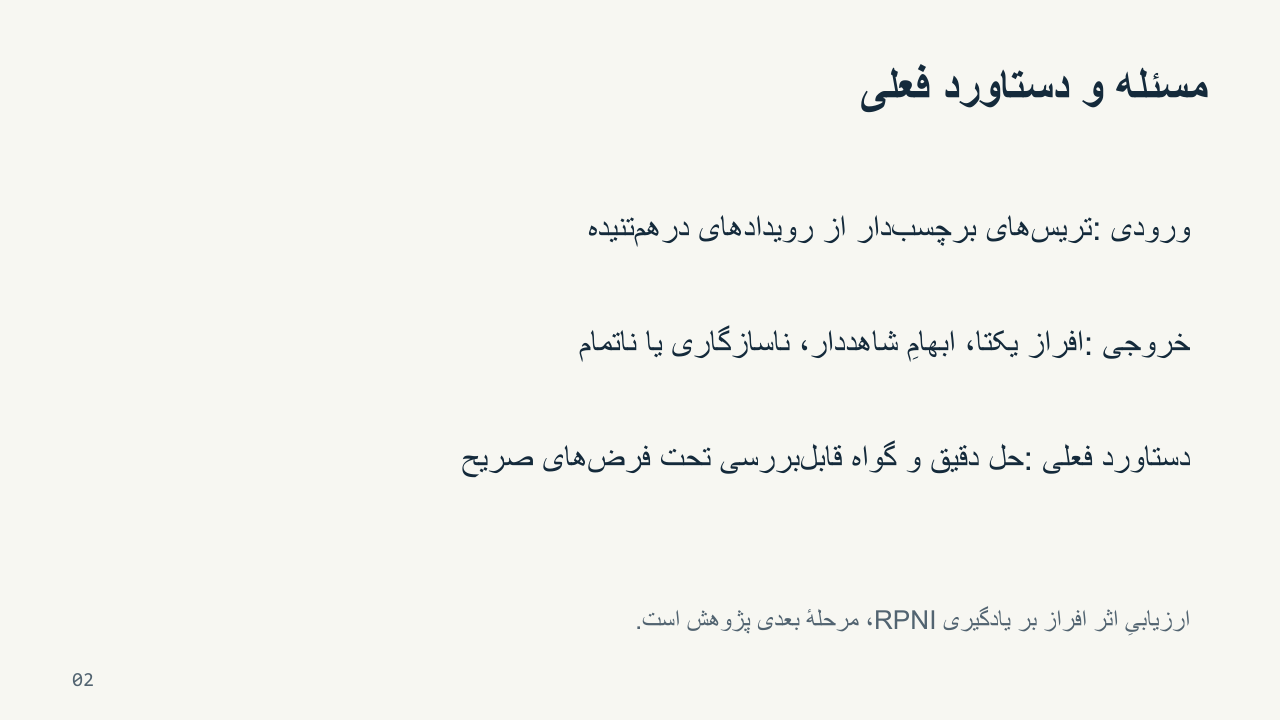 مسئله و دستاورد فعلی
ورودی :تریس‌های برچسب‌دار از رویدادهای درهم‌تنیده
خروجی :افراز یکتا، ابهامِ شاهددار، ناسازگاری یا ناتمام
دستاورد فعلی :حل دقیق و گواه قابل‌بررسی تحت فرض‌های صریح
ارزیابیِ اثر افراز بر یادگیری RPNI، مرحلهٔ بعدی پژوهش است.
02